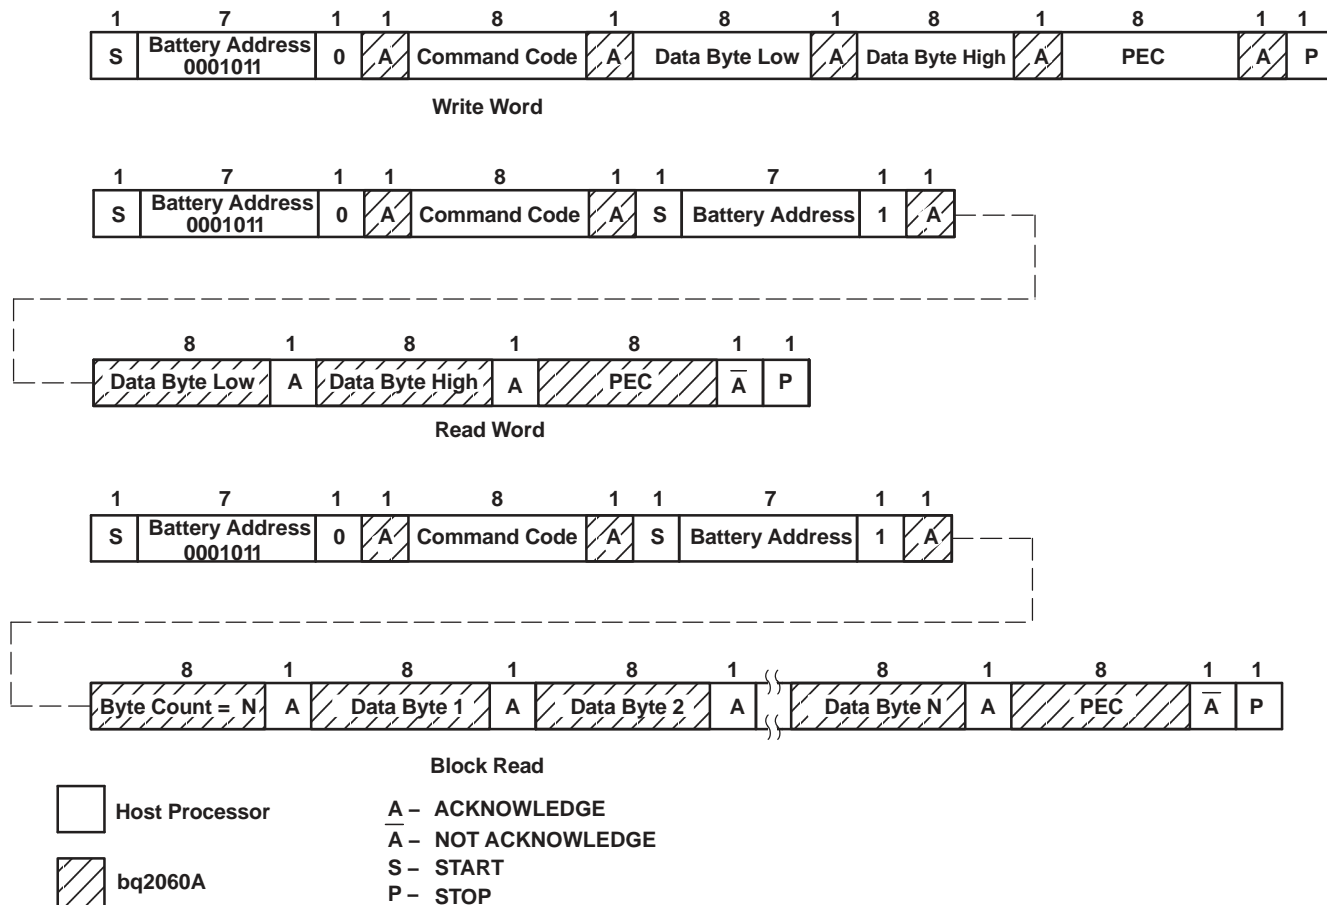 1 7 1 1 8 1 8 1 8 1 8 1 1
S Battery Address 0 A Command Code A Data Byte Low A Data Byte High A PEC A P
0001011
Write Word
1 7 1 1 8 1 1 7 1 1
S Battery Address 0 A Command Code A S Battery Address 1 A
0001011
8 1 8 1 8 1 1
Data Byte Low A Data Byte High A PEC A̅ P
Read Word
1 7 1 1 8 1 1 7 1 1
S Battery Address 0 A Command Code A S Battery Address 1 A
0001011
8 1 8 1 8 1 8 1 8 1 1
Byte Count = N A Data Byte 1 A Data Byte 2 A Data Byte N A PEC A̅ P
Block Read
Host Processor
bq2060A
A – ACKNOWLEDGE
A̅ – NOT ACKNOWLEDGE
S – START
P – STOP